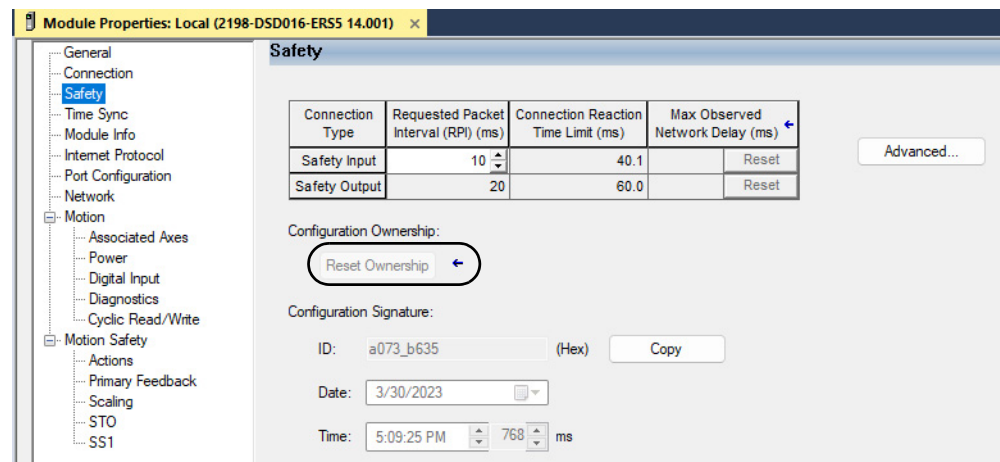 Module Properties: Local (2198-DSD016-ERS5 14.001) ×
General
Connection
Safety
Time Sync
Module Info
Internet Protocol
Port Configuration
Network
Motion
Associated Axes
Power
Digital Input
Diagnostics
Cyclic Read/Write
Motion Safety
Actions
Primary Feedback
Scaling
STO
SS1
Safety
Connection Type Requested Packet Interval (RPI) (ms) Connection Reaction Time Limit (ms) Max Observed Network Delay (ms)
Safety Input 10 40.1 Reset
Safety Output 20 60.0 Reset
Advanced...
Configuration Ownership:
Reset Ownership
Configuration Signature:
ID: a073_b635 (Hex) Copy
Date: 3/30/2023
Time: 5:09:25 PM 768 ms